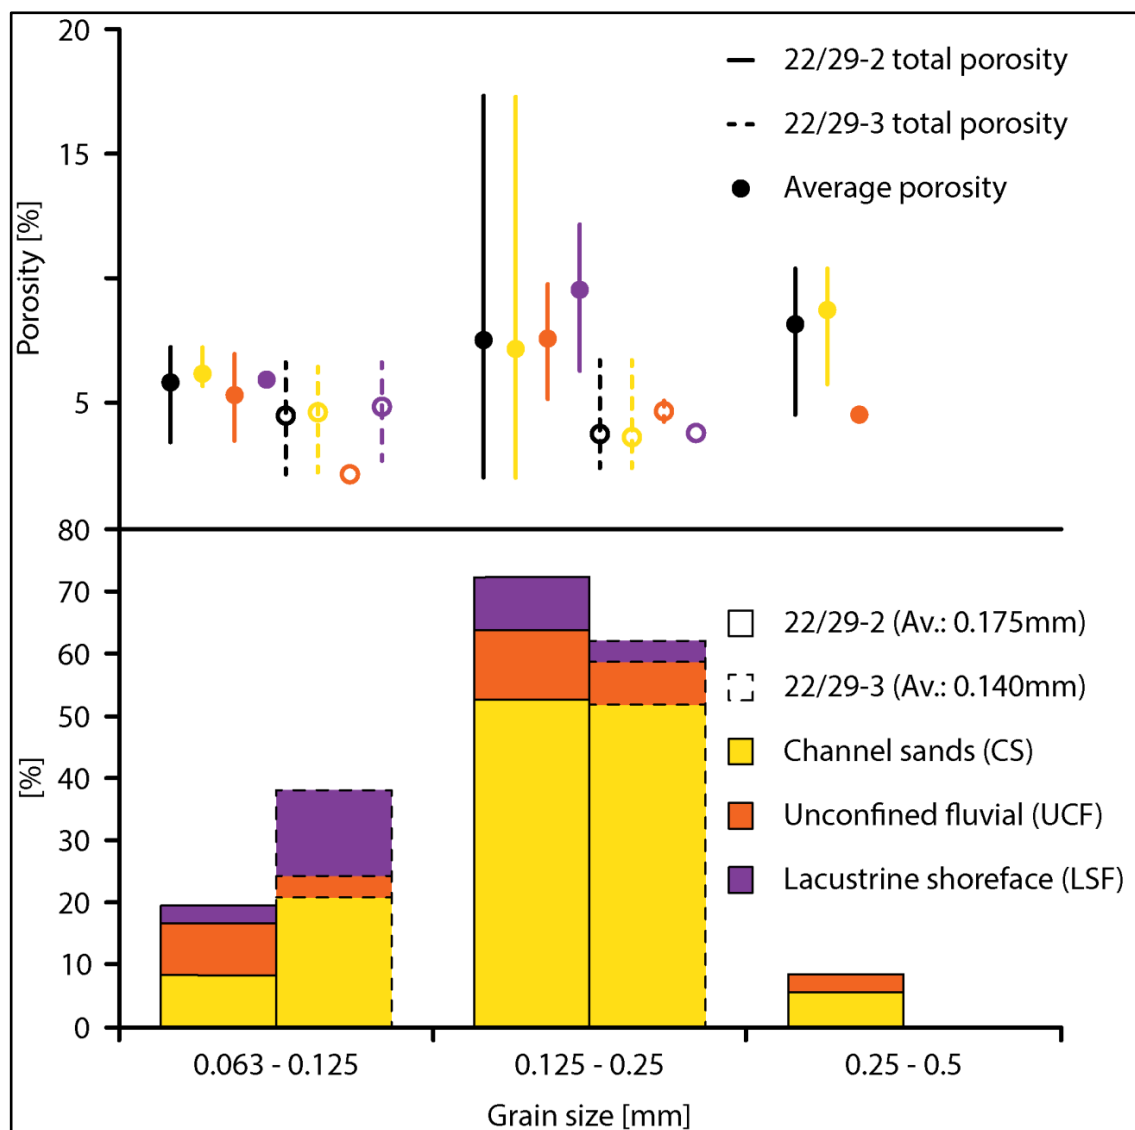 20
15
5
Porosity [%]
22/29-2 total porosity
22/29-3 total porosity
Average porosity
80
70
60
50
40
30
20
10
0
[%]
22/29-2 (Av.: 0.175mm)
22/29-3 (Av.: 0.140mm)
Channel sands (CS)
Unconfined fluvial (UCF)
Lacustrine shoreface (LSF)
0.063 - 0.125
0.125 - 0.25
0.25 - 0.5
Grain size [mm]